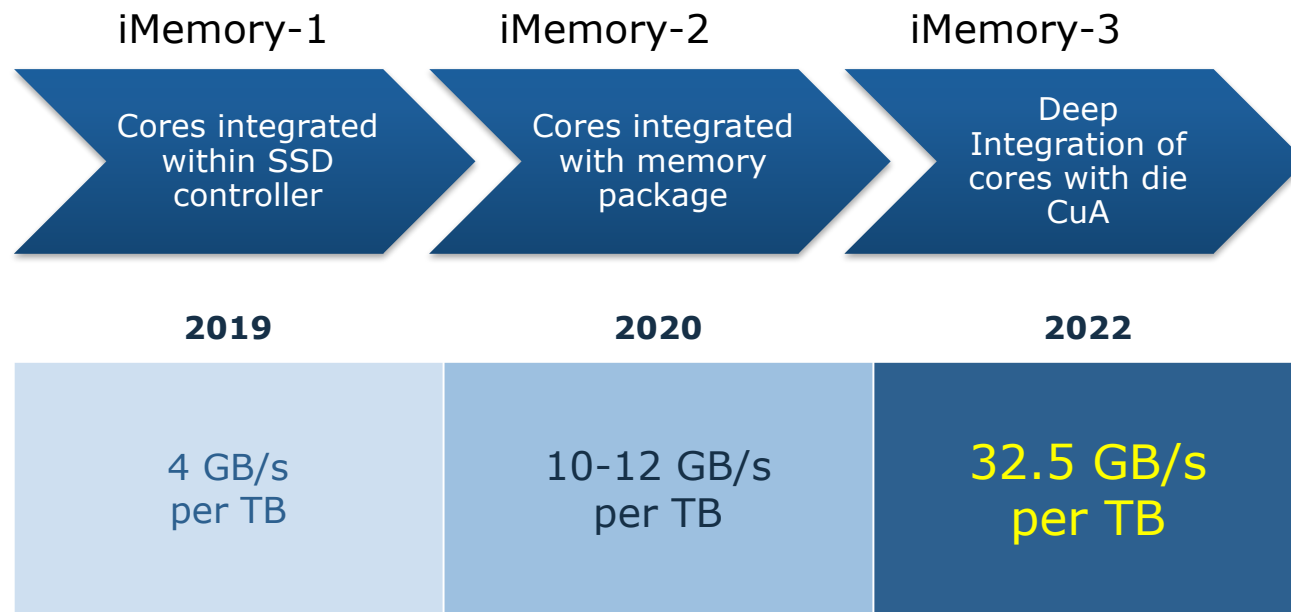 iMemory-1
iMemory-2
iMemory-3
Cores integrated
within SSD
controller
Cores integrated
with memory
package
Deep
Integration of
cores with die
CuA
2019
2020
2022
4 GB/s
per TB
10-12 GB/s
per TB
32.5 GB/s
per TB